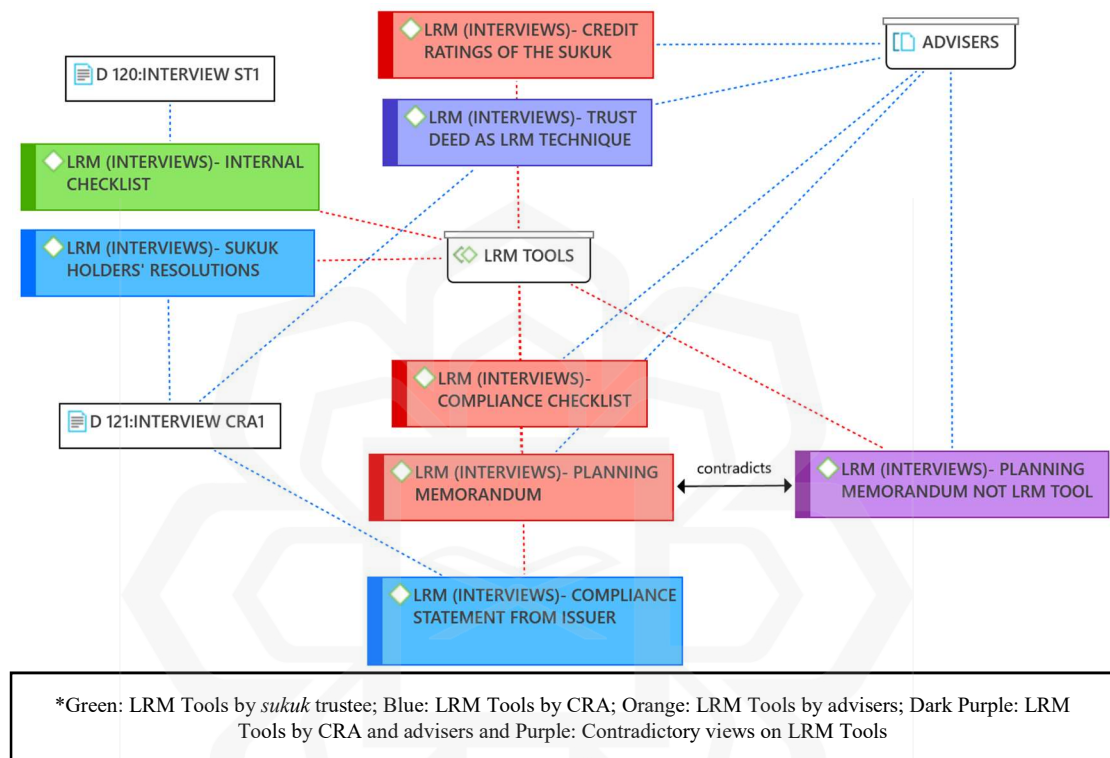 LRM (INTERVIEWS)- CREDIT
RATINGS OF THE SUKUK
ADVISERS
D 120:INTERVIEW ST1
LRM (INTERVIEWS)- TRUST
DEED AS LRM TECHNIQUE
LRM (INTERVIEWS)- INTERNAL
CHECKLIST
LRM (INTERVIEWS)- SUKUK
HOLDERS' RESOLUTIONS
LRM TOOLS
LRM (INTERVIEWS)-
COMPLIANCE CHECKLIST
D 121:INTERVIEW CRA1
LRM (INTERVIEWS)- PLANNING
MEMORANDUM
contradicts
LRM (INTERVIEWS)- PLANNING
MEMORANDUM NOT LRM TOOL
LRM (INTERVIEWS)- COMPLIANCE
STATEMENT FROM ISSUER
*Green: LRM Tools by sukuk trustee; Blue: LRM Tools by CRA; Orange: LRM Tools by advisers; Dark Purple: LRM
Tools by CRA and advisers and Purple: Contradictory views on LRM Tools